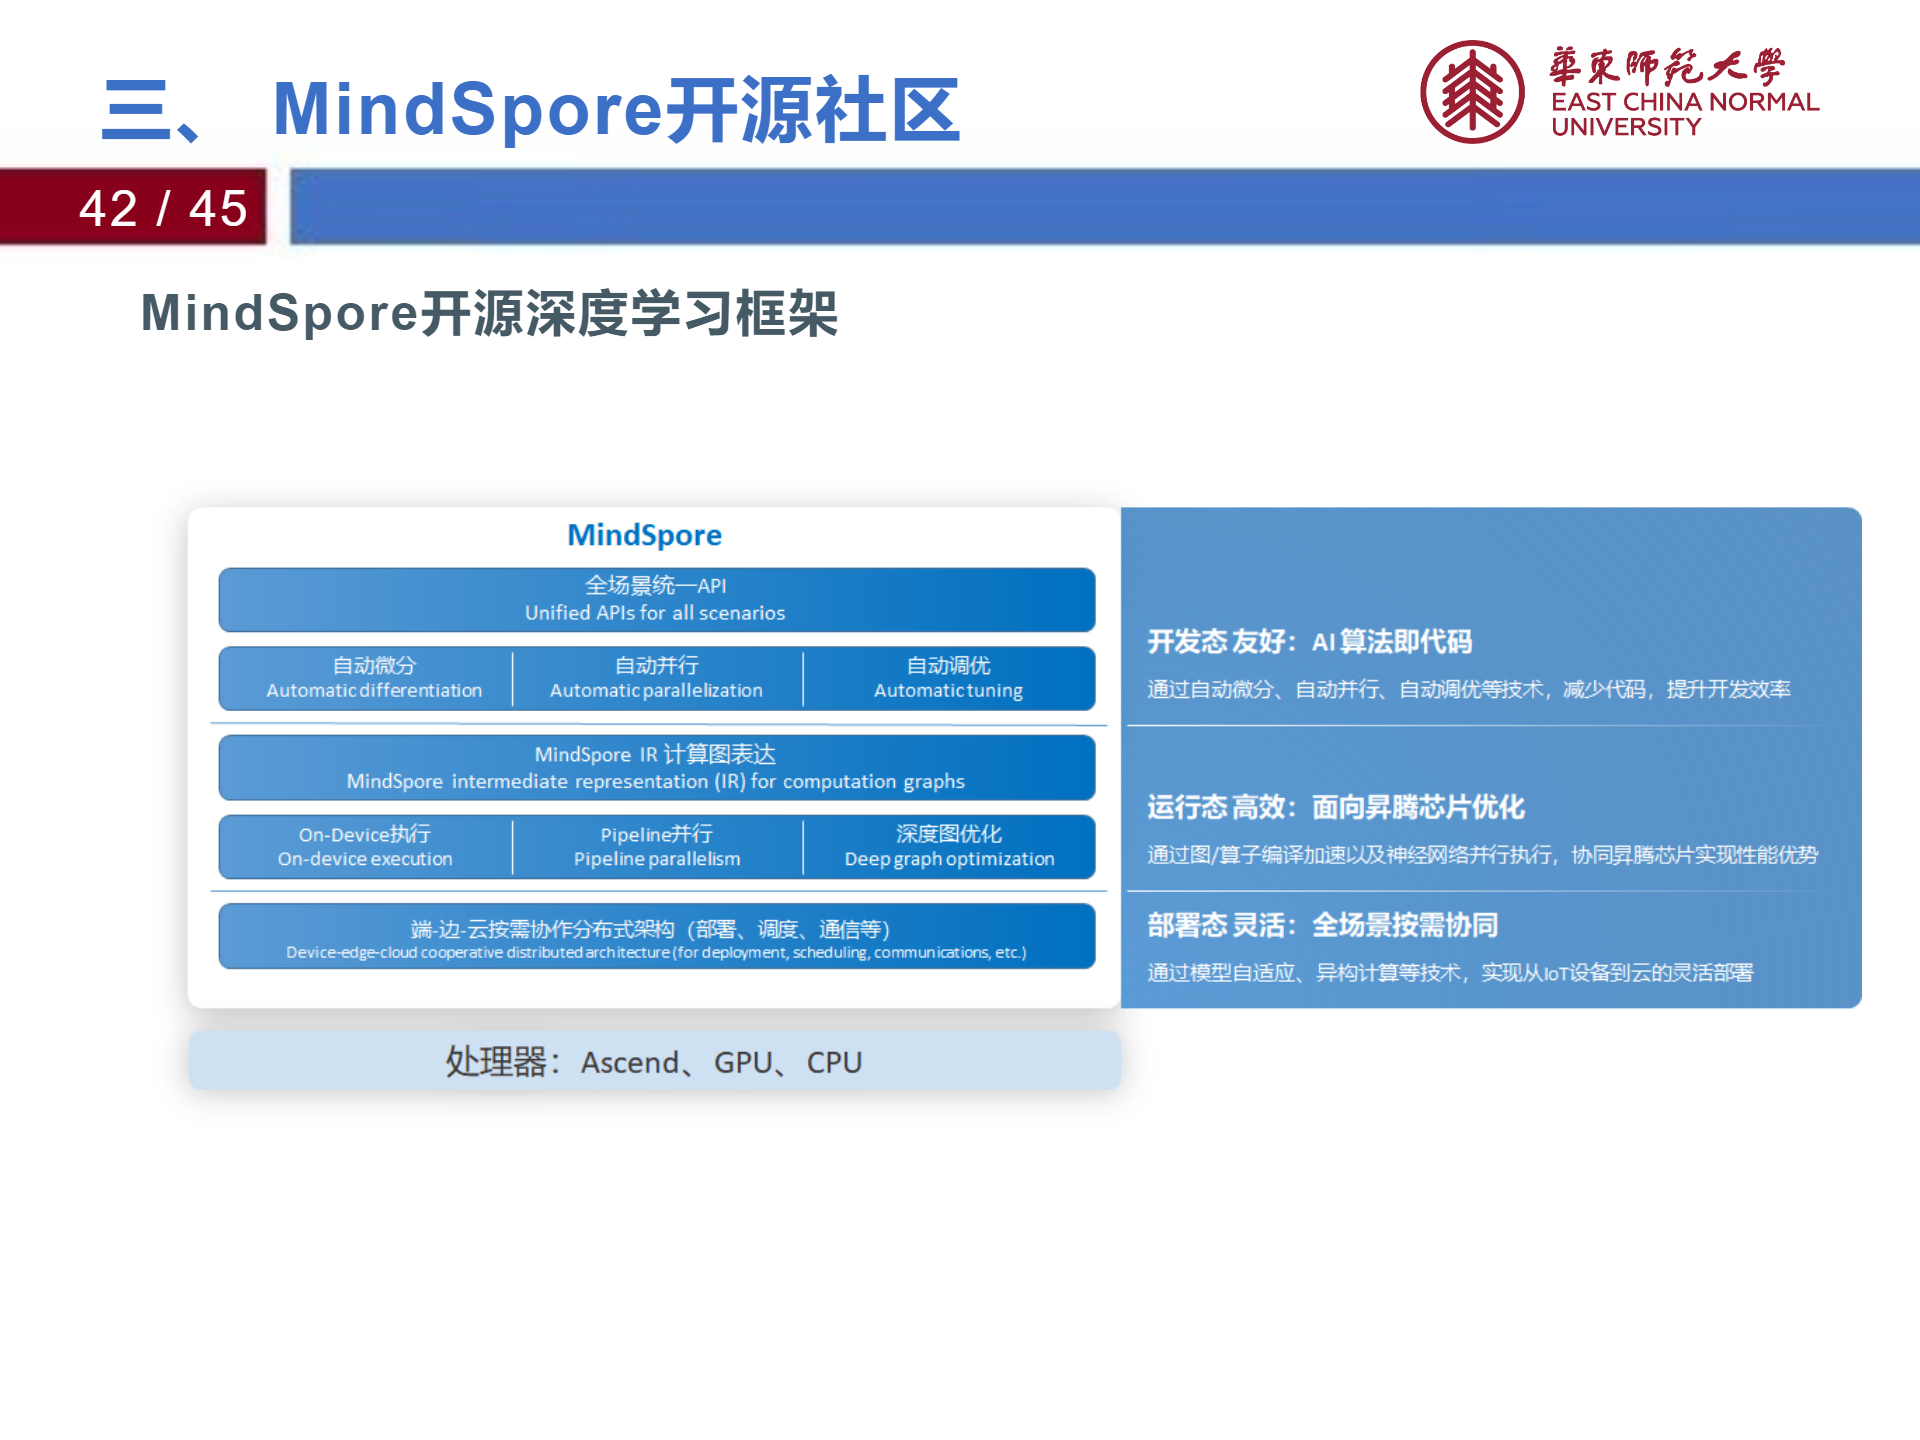 三、 MindSpore开源社区
華東師範大學
EAST CHINA NORMAL
UNIVERSITY
42 / 45
MindSpore开源深度学习框架
MindSpore
全场景统一API
Unified APIs for all scenarios
自动微分
Automatic differentiation
自动并行
Automatic parallelization
自动调优
Automatic tuning
MindSpore IR 计算图表达
MindSpore intermediate representation (IR) for computation graphs
On-Device执行
On-device execution
Pipeline并行
Pipeline parallelism
深度图优化
Deep graph optimization
端-边-云按需协作分布式架构（部署、调度、通信等）
Device-edge-cloud cooperative distributed architecture (for deployment, scheduling, communications, etc.)
处理器：Ascend、GPU、CPU
开发态 友好：AI 算法即代码
通过自动微分、自动并行、自动调优等技术，减少代码，提升开发效率
运行态 高效：面向昇腾芯片优化
通过图/算子编译加速以及神经网络并行执行，协同昇腾芯片实现性能优势
部署态 灵活：全场景按需协同
通过模型自适应、异构计算等技术，实现从IoT设备到云的灵活部署